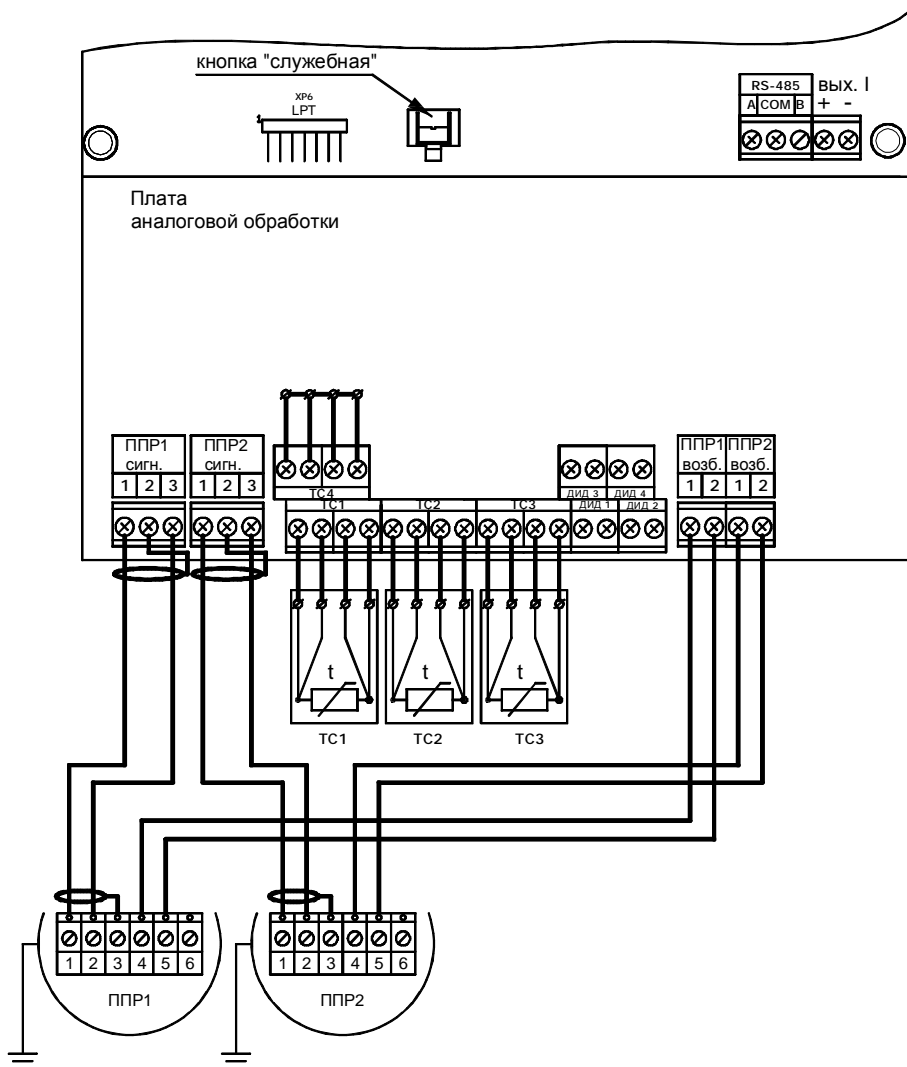 кнопка "служебная"
XP6
LPT
1
RS-485
вых. I
A COM B + -
Плата
аналоговой обработки
ППР1 ППР2
сигн. сигн.
1 2 3 1 2 3
ТС4
ТС1 ТС2 ТС3
ДИД 3 ДИД 4
ДИД 1 ДИД 2
ППР1 ППР2
возб. возб.
1 2 1 2
t t t
ТС1 ТС2 ТС3
1 2 3 4 5 6
ППР1
1 2 3 4 5 6
ППР2